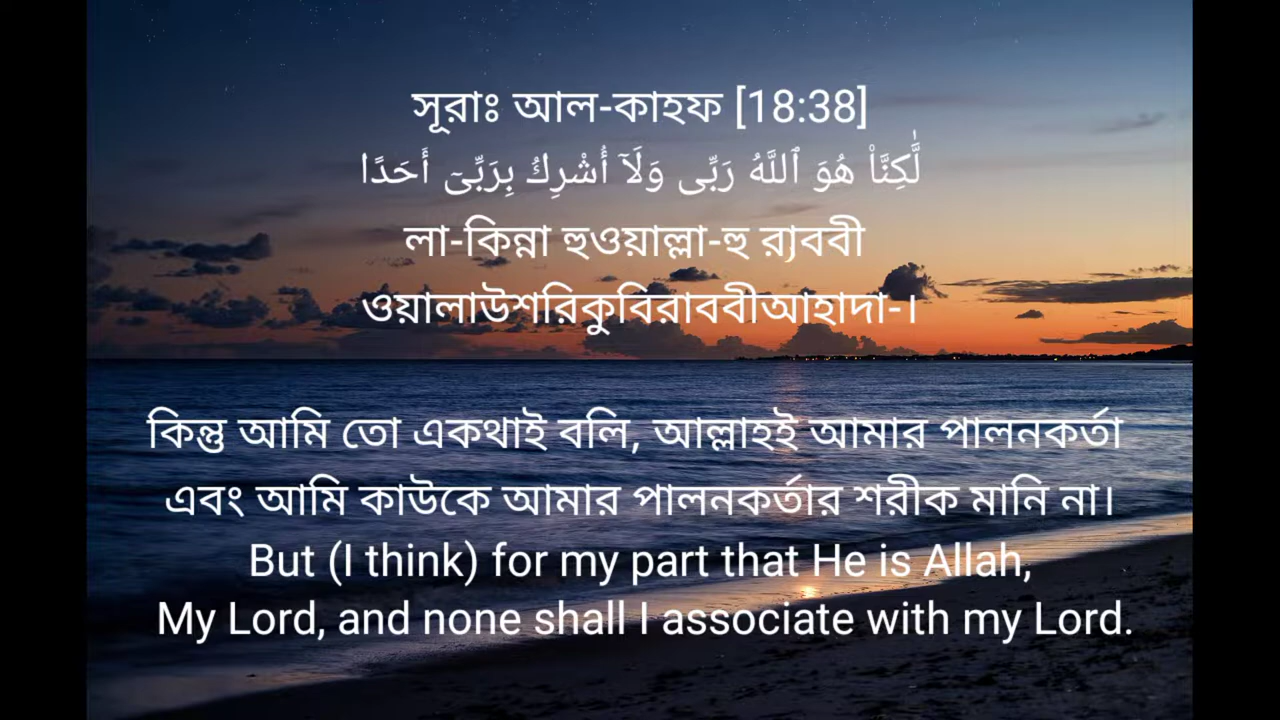 সূরাঃ আল-কাহফ [18:38]
لَّٰكِنَّا۠ هُوَ ٱللَّهُ رَبِّى وَلَآ أُشْرِكُ بِرَبِّىٓ أَحَدًا
লা-কিন্না হুওয়াল্লা-হু রা্ববী
ওয়ালাউশরিকুবিরাববীআহাদা-।
কিন্তু আমি তো একথাই বলি, আল্লাহই আমার পালনকর্তা
এবং আমি কাউকে আমার পালনকর্তার শরীক মানি না।
But (I think) for my part that He is Allah,
My Lord, and none shall I associate with my Lord.